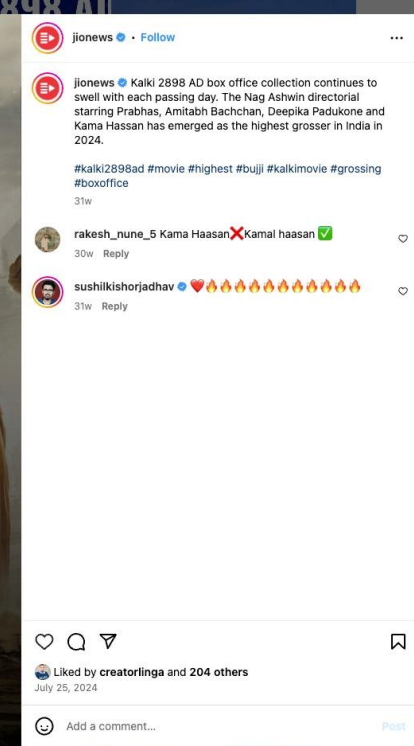 2898 AD
jionews • Follow
jionews Kalki 2898 AD box office collection continues to
swell with each passing day. The Nag Ashwin directorial
starring Prabhas, Amitabh Bachchan, Deepika Padukone and
Kama Hassan has emerged as the highest grosser in India in
2024.
#kalki2898ad #movie #highest #bujji #kalkimovie #grossing
#boxoffice
31w
rakesh_nune_5 Kama Haasan❌Kamal haasan ✅
30w Reply
sushilkishorjadhav ❤️🔥🔥🔥🔥🔥🔥🔥🔥🔥🔥🔥
31w Reply
Liked by creatorlinga and 204 others
July 25, 2024
Add a comment...
Post